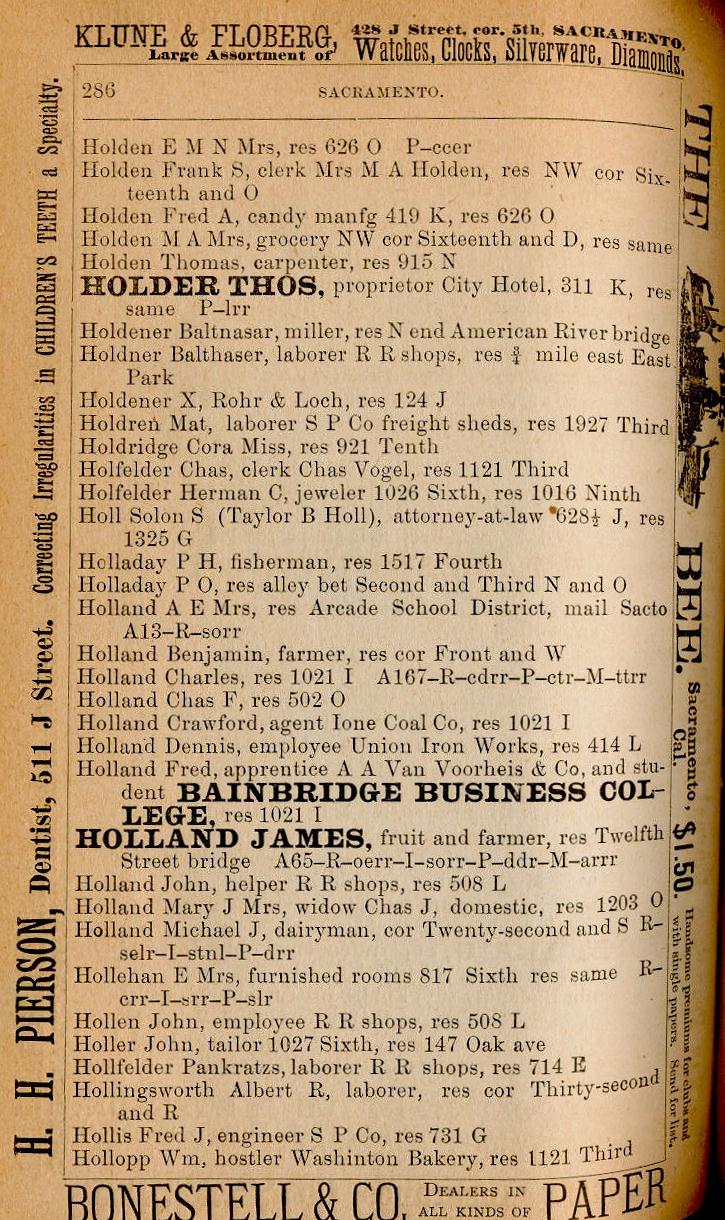 KLUNE & FLOBERG, 428 J Street, cor. 5th, SACRAMENTO,
Large Assortment of Watches, Clocks, Silverware, Diamonds.
286 SACRAMENTO.
Holden E M N Mrs, res 626 O P-ccer
Holden Frank S, clerk Mrs M A Holden, res NW cor Six-
teenth and O
Holden Fred A, candy manfg 419 K, res 626 O
Holden M A Mrs, grocery NW cor Sixteenth and D, res same
Holden Thomas, carpenter, res 915 N
HOLDER THOS, proprietor City Hotel, 311 K, res
same P-lrr
Holdener Baltnasar, miller, res N end American River bridge
Holdner Balthaser, laborer R R shops, res ¾ mile east East
Park
Holdener X, Rohr & Loch, res 124 J
Holdren Mat, laborer S P Co freight sheds, res 1927 Third
Holdridge Cora Miss, res 921 Tenth
Holfelder Chas, clerk Chas Vogel, res 1121 Third
Holfelder Herman C, jeweler 1026 Sixth, res 1016 Ninth
Holl Solon S (Taylor B Holl), attorney-at-law 628½ J, res
1325 G
Holladay P H, fisherman, res 1517 Fourth
Holladay P O, res alley bet Second and Third N and O
Holland A E Mrs, res Arcade School District, mail Sacto
A13-R-sorr
Holland Benjamin, farmer, res cor Front and W
Holland Charles, res 1021 I A167-R-cdrr-P-ctr-M-ttrr
Holland Chas F, res 502 O
Holland Crawford, agent Ione Coal Co, res 1021 I
Holland Dennis, employee Union Iron Works, res 414 L
Holland Fred, apprentice A A Van Voorheis & Co, and stu-
dent BAINBRIDGE BUSINESS COL-
LEGE, res 1021 I
HOLLAND JAMES, fruit and farmer, res Twelfth
Street bridge A65-R-oerr-I-sorr-P-ddr-M-arrr
Holland John, helper R R shops, res 508 L
Holland Mary J Mrs, widow Chas J, domestic, res 1203 O
Holland Michael J, dairyman, cor Twenty-second and S R-
selr-I-stnl-P-drr
Hollehan E Mrs, furnished rooms 817 Sixth res same R-
crr-I-srr-P-slr
Hollen John, employee R R shops, res 508 L
Holler John, tailor 1027 Sixth, res 147 Oak ave
Hollfelder Pankratzs, laborer R R shops, res 714 E
Hollingsworth Albert R, laborer, res cor Thirty-second
and R
Hollis Fred J, engineer S P Co, res 731 G
Hollopp Wm, hostler Washinton Bakery, res 1121 Third
BONESTELL & CO. DEALERS IN ALL KINDS OF PAPER
H. H. PIERSON, Dentist, 511 J Street. Correcting Irregularities in CHILDREN'S TEETH a Specialty.
THE BEE. Sacramento, Cal. $1.50. Handsome premiums for clubs and
with single papers. Send for list.